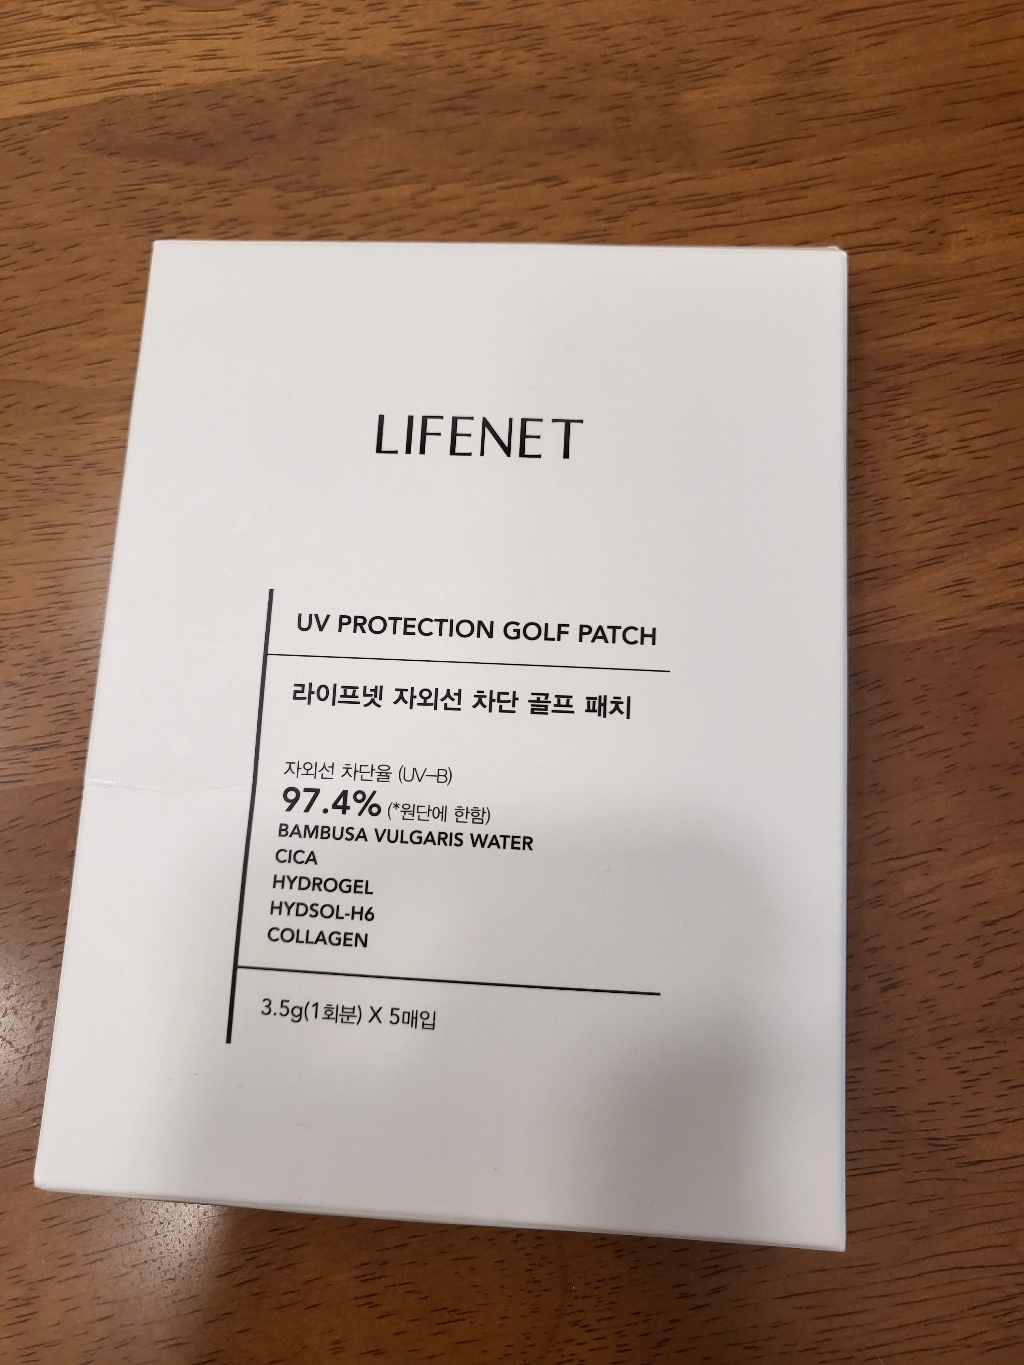 LIFENET
UV PROTECTION GOLF PATCH
라이프넷 자외선 차단 골프 패치
자외선 차단율 (UV-B)
97.4% (*원단에 한함)
BAMBUSA VULGARIS WATER
CICA
HYDROGEL
HYDSOL-H6
COLLAGEN
3.5g(1회분) X 5매입